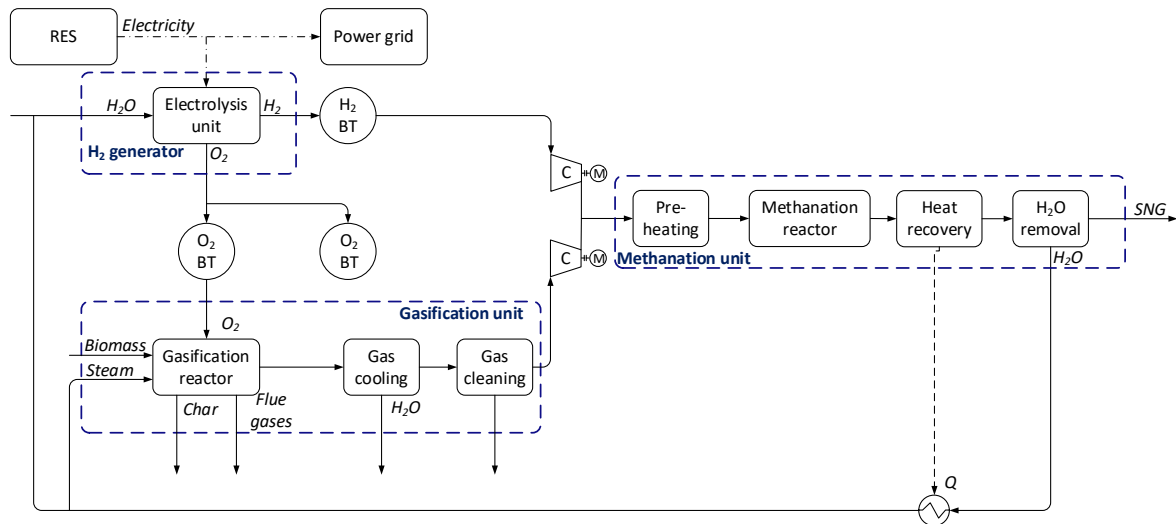 RES
Electricity
Power grid
H₂O
Electrolysis
unit
H₂
H₂
BT
H₂ generator
O₂
C
M
O₂
BT
O₂
BT
C
M
Pre-
heating
Methanation
reactor
Heat
recovery
H₂O
removal
SNG
Methanation unit
H₂O
Gasification unit
O₂
Biomass
Steam
Gasification
reactor
Gas
cooling
Gas
cleaning
Char
Flue
gases
H₂O
Q